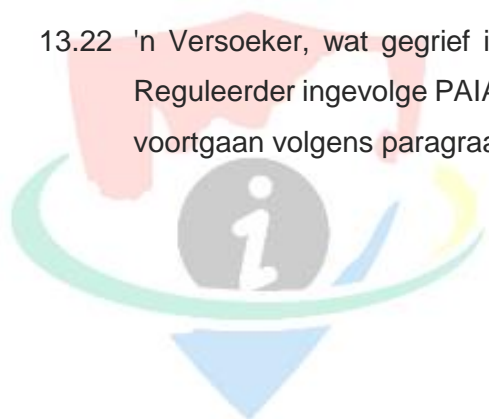 13.22 'n Versoeker, wat gegrief i
Reguleerder ingevolge PAIA
voortgaan volgens paragraa